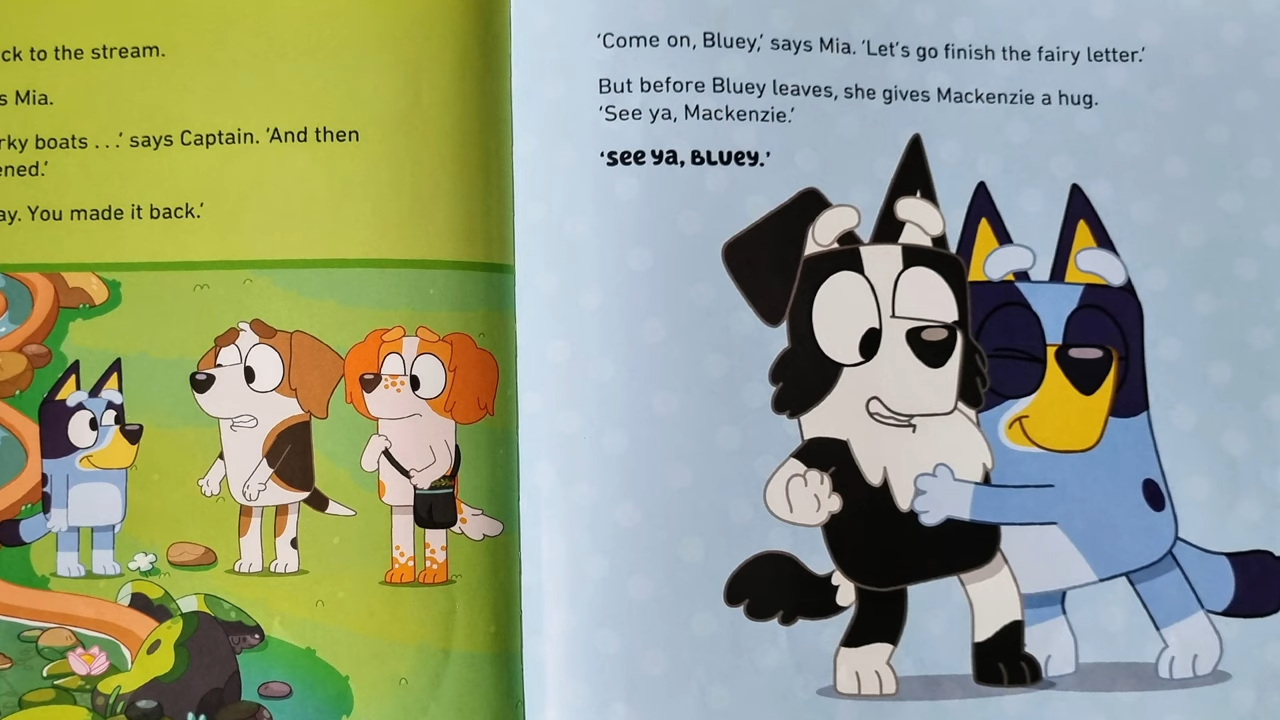 ck to the stream.
s Mia.
rky boats . . .’ says Captain. ‘And then
ened.’
ay. You made it back.’
‘Come on, Bluey,’ says Mia. ‘Let’s go finish the fairy letter.’
But before Bluey leaves, she gives Mackenzie a hug.
‘See ya, Mackenzie.’
‘see ya, BLUey.’